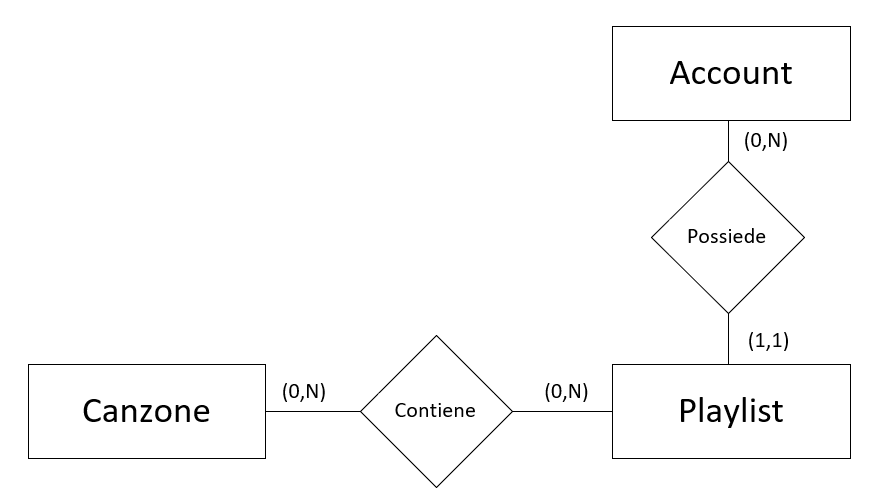 Account
(0,N)
Possiede
(1,1)
(0,N)
(0,N)
Canzone
Contiene
Playlist